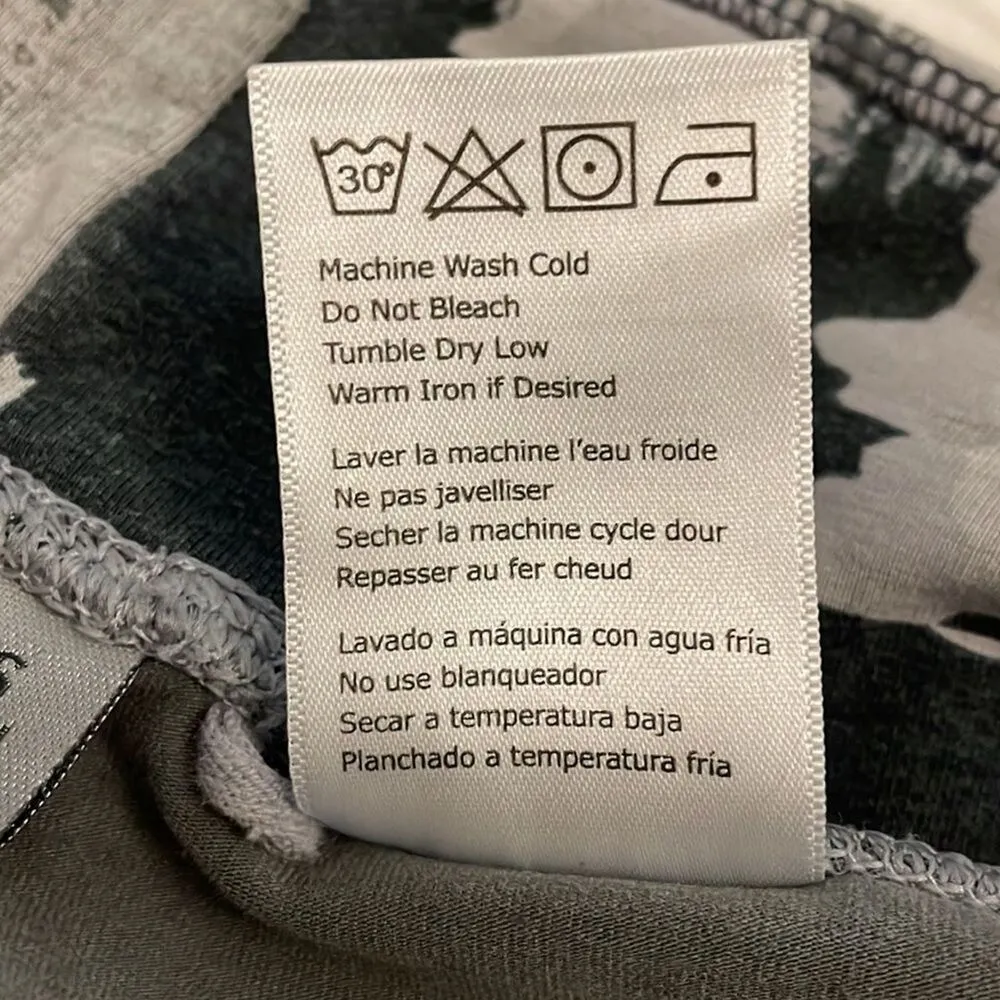 30°
Machine Wash Cold
Do Not Bleach
Tumble Dry Low
Warm Iron if Desired
Laver la machine l'eau froide
Ne pas javelliser
Secher la machine cycle dour
Repasser au fer cheud
Lavado a máquina con agua fría
No use blanqueador
Secar a temperatura baja
Planchado a temperatura fría